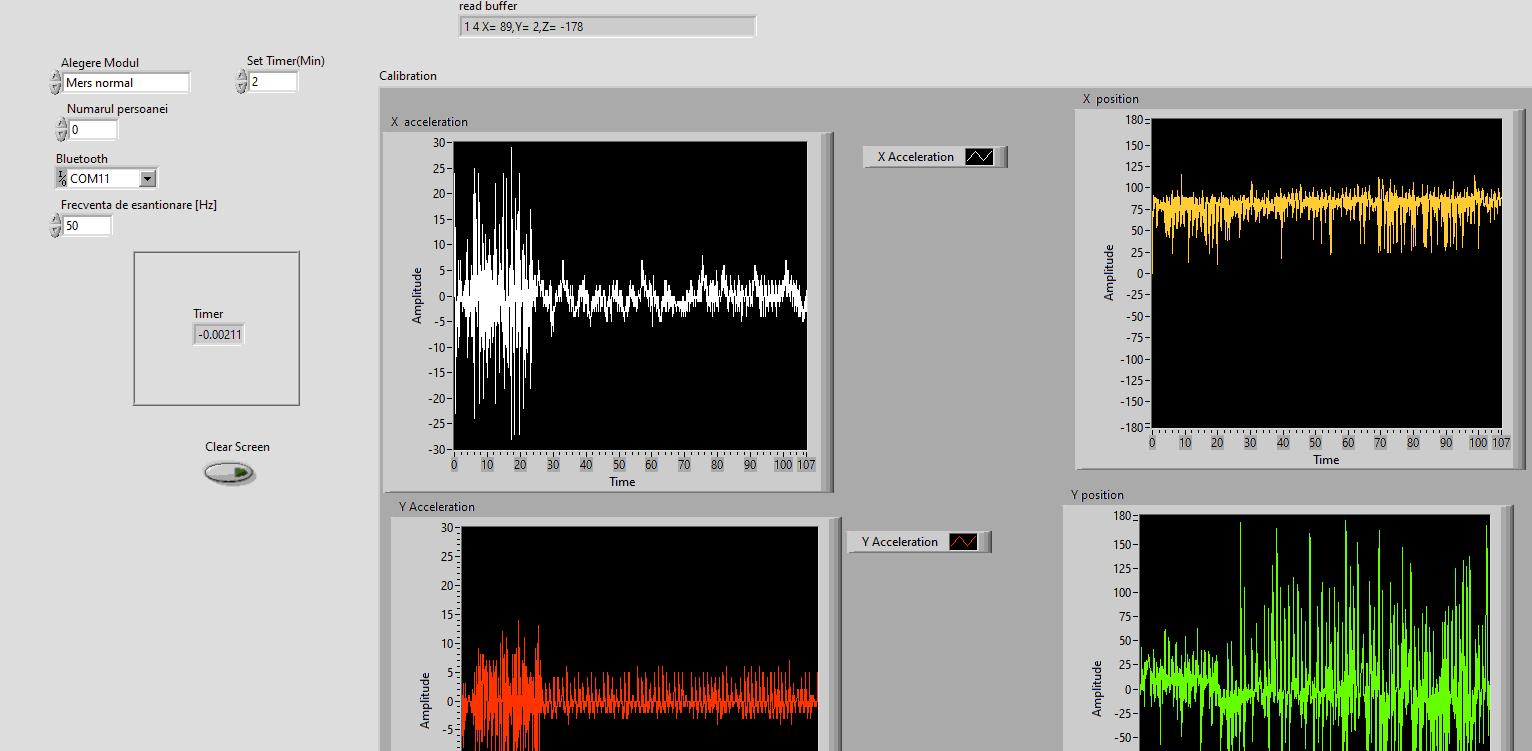 read buffer
1 4 X= 89,Y= 2,Z= -178
Alegere Modul
Mers normal
Set Timer(Min)
2
Numarul persoanei
0
Bluetooth
COM11
Frecventa de esantionare [Hz]
50
Timer
-0.00211
Clear Screen
Calibration
X acceleration
30
25
20
15
10
5
0
-5
-10
-15
-20
-25
-30
Amplitude
0 10 20 30 40 50 60 70 80 90 100 107
Time
X Acceleration
X position
180
150
125
100
75
50
25
0
-25
-50
-75
-100
-125
-150
-180
Amplitude
0 10 20 30 40 50 60 70 80 90 100 107
Time
Y Acceleration
30
25
20
15
10
5
0
-5
Amplitude
Y Acceleration
Y position
180
150
125
100
75
50
25
0
-25
-50
Amplitude